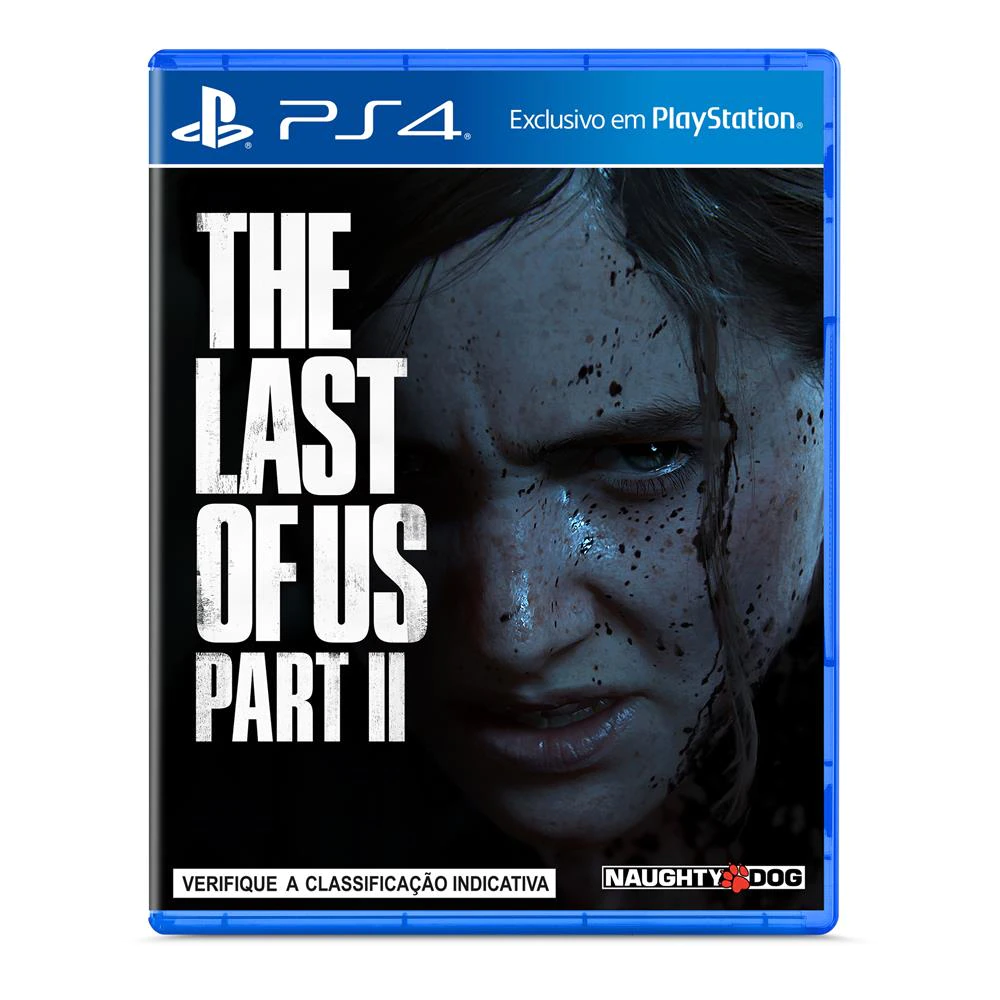 PS4 Exclusivo em PlayStation
THE
LAST
OF US
PART II
VERIFIQUE A CLASSIFICAÇÃO INDICATIVA
NAUGHTY DOG